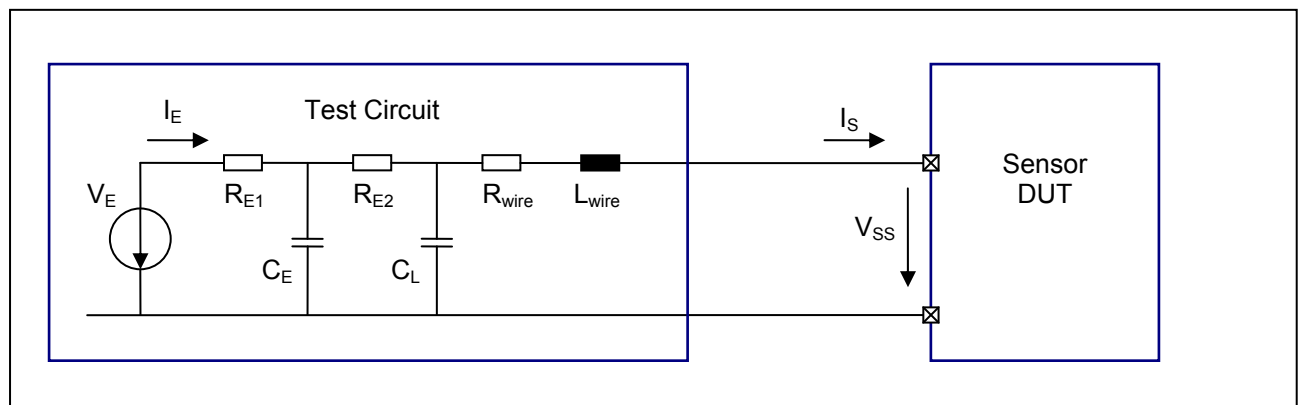 Test Circuit
I_E
V_E
R_E1
C_E
R_E2
C_L
R_wire
L_wire
I_S
V_SS
Sensor
DUT